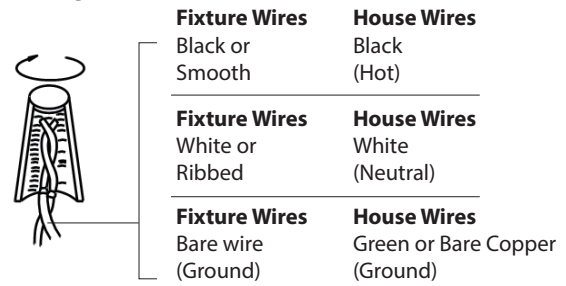 Fixture Wires House Wires
Black or Black
Smooth (Hot)
Fixture Wires House Wires
White or White
Ribbed (Neutral)
Fixture Wires House Wires
Bare wire Green or Bare Copper
(Ground) (Ground)